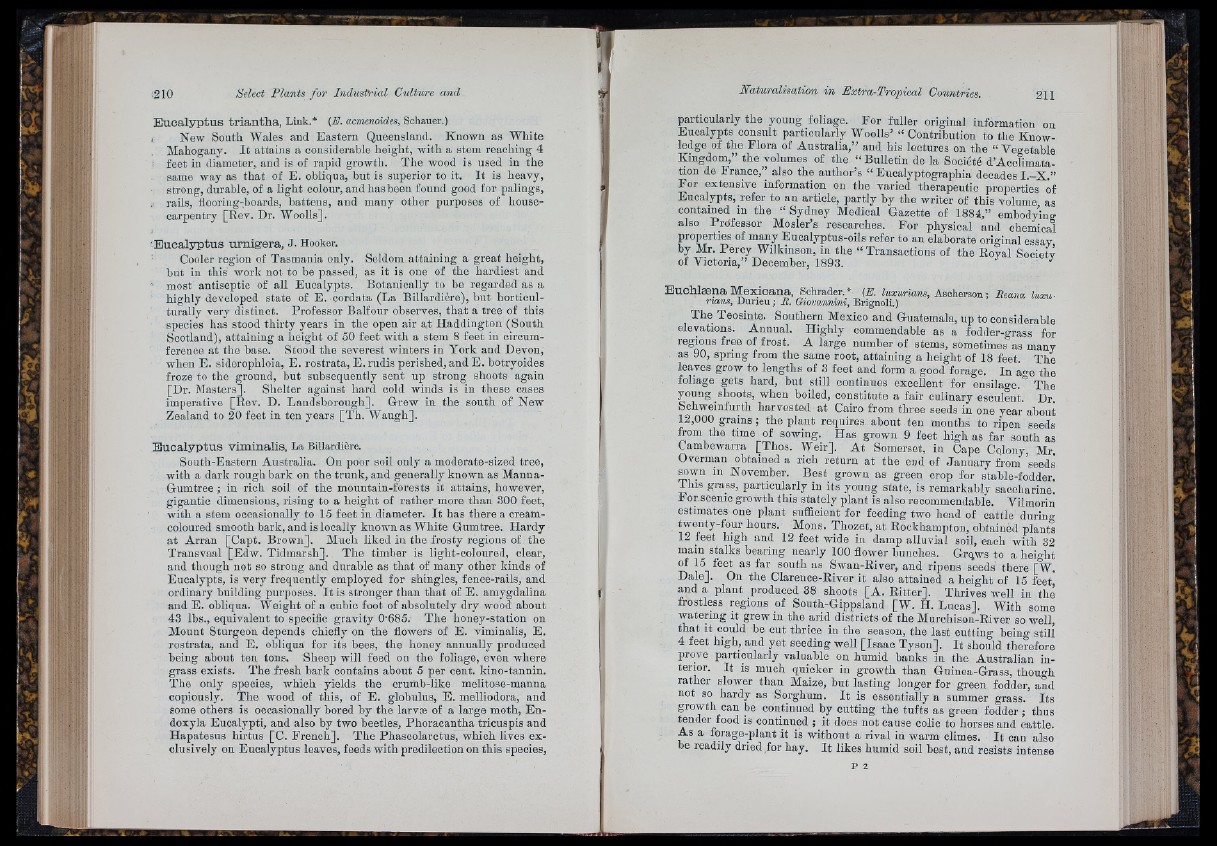 210 Select Plants for Industrial Culture and
Eucalyptus triantha, Link.* (E. acmenoides, Schauer.)
New South Wales and Eastern Queensland. Known as White
Mahogany. It attains a considerable height, with a stem reaching 4
feet in diameter, and is of rapid growth. The wood is used in the
same way as that of E. obliqua, but is superior to it. It is heavy,
strong, durable, of a light colour, and has been found good for palings,
rails, flooring-boards, battens, and many other purposes of house-
carpentry [Rev. Dr. Woolls].
Eucalyptus urnigera, J. Hooker.
Cooler region of Tasmania only. Seldom attaining a great height,
but in this work not to be passed, as it is one of the hardiest and
most antiseptic of all Eucalypts. Botanically to be regarded as a
highly developed state of E. cordata (La Billardière), but horticul-
turally very distinct. Professor Balfour observes, that a tree of this
species has stood thirty years in the open air at Haddington (South
Scotland), attaining a height of 50 feet with a stem 8 feet in circum-
ference at the base. Stood the severest winters in York and Devon,
when E. siderophloia, E. rostrata, E. rudis perished, and E. botryoides
froze to the ground, but subsequently sent up strong shoots again
[Dr. Masters]. Shelter against hard cold winds is in these cases
imperative [Rev. D. Landsborough]. Grew in the south of New
Zealand to 20 feet in ten years [Th. Waugh].
Eucalyptus viminalis, La Billardière.
South-Eastern Australia. On poor soil only a moderate-sized tree,
with a dark rough bark on the trunk, and generally known as Manna-
Gumtree ; in rich soil of the mountain-forests it attains, however,
gigantic dimensions, rising to a height of rather more than 300 feet,
with a stem occasionally to 15 feet in diameter. It has there a cream-
coloured smooth bark, and is locally known as White Gumtree. Hardy
at Arran [Capt. Brown]. Much liked in the frosty regions of the
Transvaal [Edw. Tidmarsh]. The timber is light-coloured, clear,
and though not so strong and durable as that of many other kinds of
Eucalypts, is very frequently employed for shingles, fence-rails, and
ordinary building purposes. It is stronger than that of E. amygdalina
and E. obliqua. Weight of a cubic foot of absolutely dry wood about
43 lbs., equivalent to specific gravity 0·685. The honey-station on
Mount Sturgeon depends chiefly on the flowers of E. viminalis, E.
rostrata, and E. obliqua for its bees, the honey annually produced
being about ten tons. Sheep will feed on the foliage, even where
grass exists. The fresh bark contains about 5 per cent. kino-tannin.
The only species, which yields the crumb-like melitose-manna
copiously. The wood of this, of E. globulus, E. melliodora, and
some others is occasionally bored by the larvæ of a large moth, En-
doxyla Eucalypti, and also by two beetles, Phoracantha tricuspis and
Hapatesus hirtus [C. French]. The Phascolarctus, which lives ex-
clusively on Eucalyptus leaves, feeds with predilection on this species,
Naturalisation in Extra-Tropical Countries. 211
particularly the young foliage. For fuller original information on
Eucalypts consult particularly Woolls' “ Contribution to the Know-
ledge of the Flora of Australia,” and his lectures on the “ Vegetable
Kingdom,” the volumes of the “ Bulletin de la Société d'Acclimata-
tion de France,” also the author's “ Eucalyptographia decades I.–X.”
For extensive information on the varied therapeutic properties of
Eucalypts, refer to an article, partly by the writer of this volume, as
contained in the “ Sydney Medical Gazette of 1884,” embodying
also Professor Mosler's researches. For physical and chemical
properties of many Eucalyptus-oils refer to an elaborate original essay,
by Mr. Percy Wilkinson, in the “ Transactions of the Royal Society
of Victoria,” December, 1893.
Euchlæna Mexicana, Schrader.* (E. luxurians, Ascherson ; Reana luxu-
rians, Durieu ; R. Giovannini, Brignoli.)
The Teosinte. Southern Mexico and Guatemala, up to considerable
elevations. Annual. Highly commendable as a fodder-grass for
regions free of frost. A large number of stems, sometimes as many
as 90, spring from the same root, attaining a height of 18 feet. The
leaves grow to lengths of 3 feet and form a good forage. In age the
foliage gets hard, but still continues excellent for ensilage. The
young shoots, when boiled, constitute a fair culinary esculent. Dr.
Schweinfurth harvested at Cairo from three seeds in one year about
12,000 grains ; the plant requires about ten months to ripen seeds
from the time of sowing. Has grown 9 feet high as far south as
Cambewarra [Thos. Weir]. At Somerset, in Cape Colony, Mr.
Overman obtained a rich return at the end of January from seeds
sown in November. Best grown as green crop for stable-fodder.
This grass, particularly in its young state, is remarkably saccharine.
For scenic growth this stately plant is also recommendable. Vilmorin
estimates one plant sufficient for feeding two head of cattle during
twenty-four hours. Mons. Thozet, at Rockhampton, obtained plants
12 feet high and 12 feet wide in damp alluvial soil, each with 32
main stalks bearing nearly 100 flower bunches. Grows to a height
of 15 feet as far south as Swan-River, and ripens seeds there [W.
Dale]. On the Clarence-River it also attained a height of 15 feet,
and a plant produced 38 shoots [A. Ritter]. Thrives well in the
frostless regions of South-Gippsland [W. H. Lucas]. With some
watering it grew in the arid districts of the Murchison-River so well,
that it could be cut thrice in the season, the last cutting being still
4 feet high, and yet seeding well [Isaac Tyson]. It should therefore
prove particularly valuable on humid banks in the Australian in-
terior. It is much quicker in growth than Guinea-Grass, though
rather slower than Maize, but lasting longer for green fodder, and
not so hardy as Sorghum. It is essentially a summer grass. Its
growth can be continued by cutting the tufts as green fodder ; thus
tender food is continued ; it does not cause colic to horses and cattle.
As a forage-plant it is without a rival in warm climes. It can also
be readily dried for hay. It likes humid soil best, and resists intense
P 2